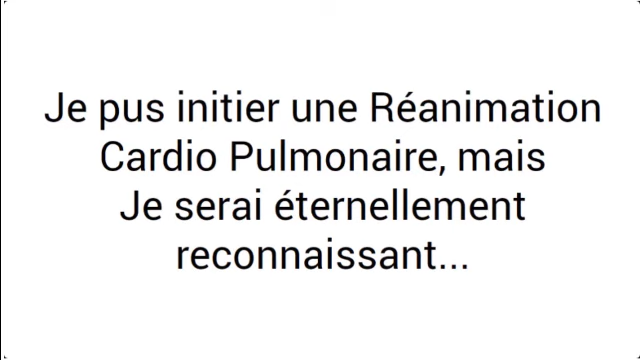 Je pus initier une Réanimation
Cardio Pulmonaire, mais
Je serai éternellement
reconnaissant...